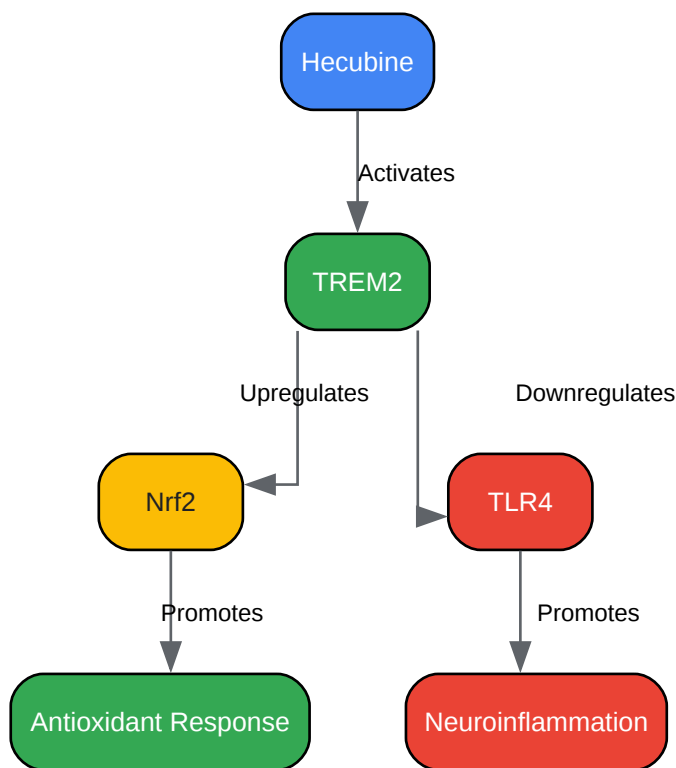 Hecubine
Activates
TREM2
Upregulates
Downregulates
Nrf2
TLR4
Promotes
Promotes
Antioxidant Response
Neuroinflammation